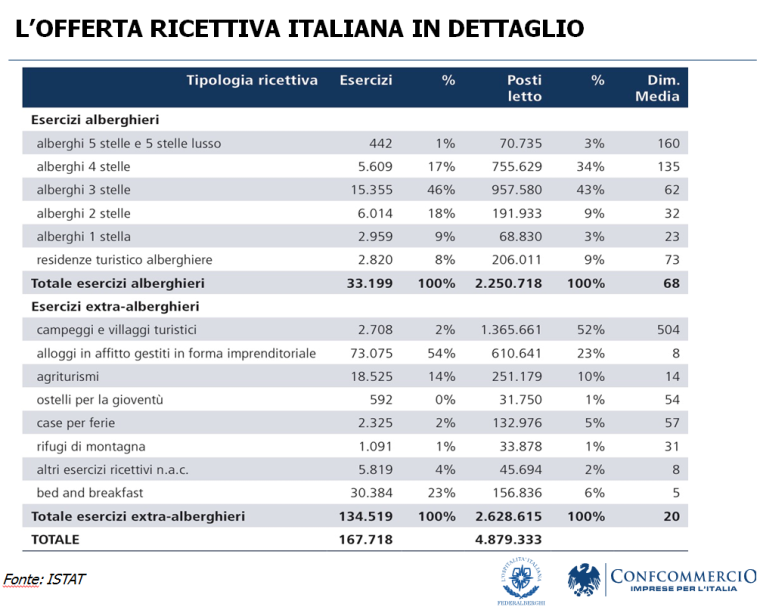 L'OFFERTA RICETTIVA ITALIANA IN DETTAGLIO
Tipologia ricettiva Esercizi % Posti letto % Dim. Media
Esercizi alberghieri
alberghi 5 stelle e 5 stelle lusso 442 1% 70.735 3% 160
alberghi 4 stelle 5.609 17% 755.629 34% 135
alberghi 3 stelle 15.355 46% 957.580 43% 62
alberghi 2 stelle 6.014 18% 191.933 9% 32
alberghi 1 stella 2.959 9% 68.830 3% 23
residenze turistico alberghiere 2.820 8% 206.011 9% 73
Totale esercizi alberghieri 33.199 100% 2.250.718 100% 68
Esercizi extra-alberghieri
campeggi e villaggi turistici 2.708 2% 1.365.661 52% 504
alloggi in affitto gestiti in forma imprenditoriale 73.075 54% 610.641 23% 8
agriturismi 18.525 14% 251.179 10% 14
ostelli per la gioventù 592 0% 31.750 1% 54
case per ferie 2.325 2% 132.976 5% 57
rifugi di montagna 1.091 1% 33.878 1% 31
altri esercizi ricettivi n.a.c. 5.819 4% 45.694 2% 8
bed and breakfast 30.384 23% 156.836 6% 5
Totale esercizi extra-alberghieri 134.519 100% 2.628.615 100% 20
TOTALE 167.718 4.879.333
Fonte: ISTAT
L'OSPITALITÀ ITALIANA
FEDERALBERGHI
CONFCOMMERCIO
IMPRESE PER L'ITALIA